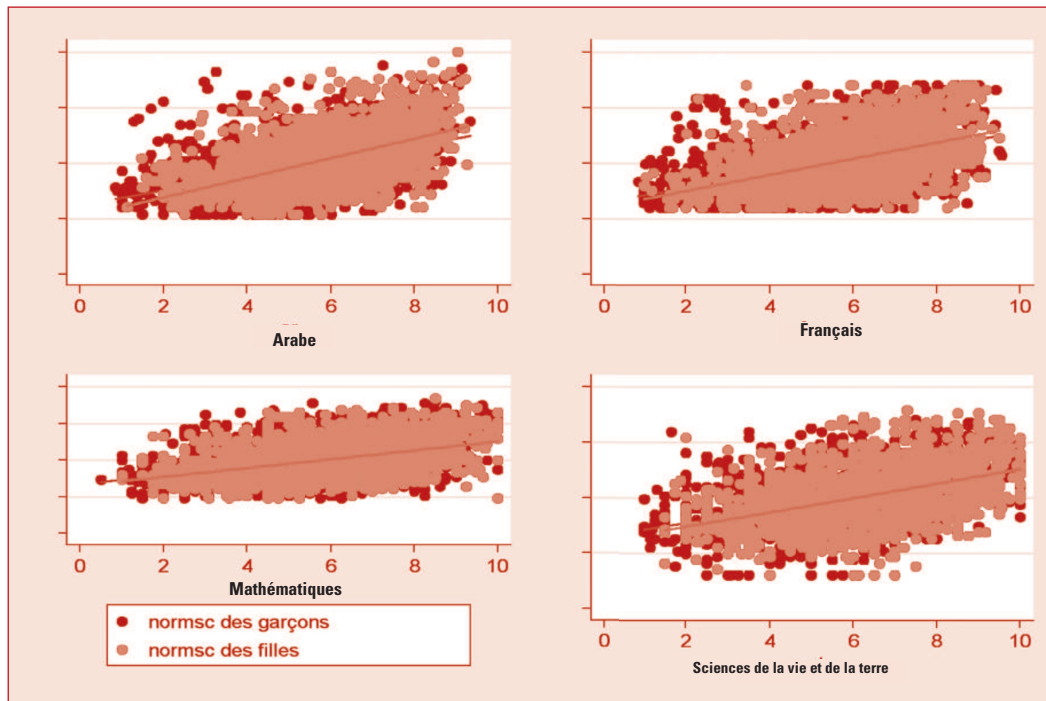 0 2 4 6 8 10
Arabe
0 2 4 6 8 10
Français
0 2 4 6 8 10
Mathématiques
normsc des garçons
normsc des filles
0 2 4 6 8 10
Sciences de la vie et de la terre